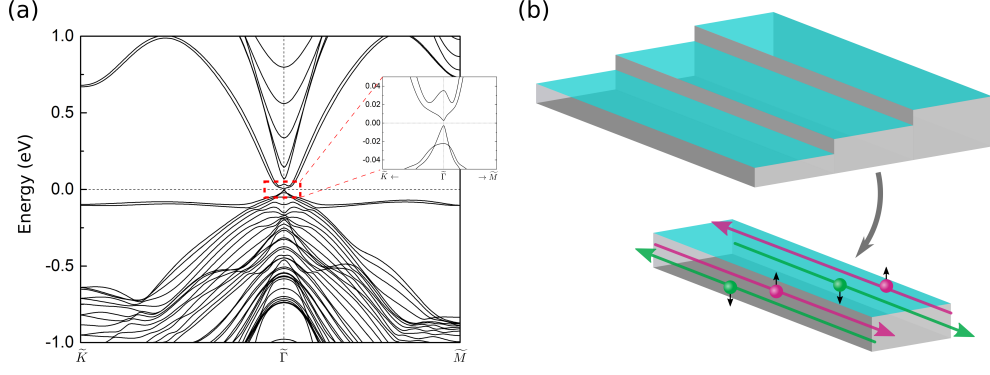 (a)
(b)
1.0
0.5
0.0
-0.5
-1.0
Energy (eV)
K̃
Γ̃
M̃
0.04
0.02
0.00
-0.02
-0.04
K̃ ←
Γ̃
→ M̃